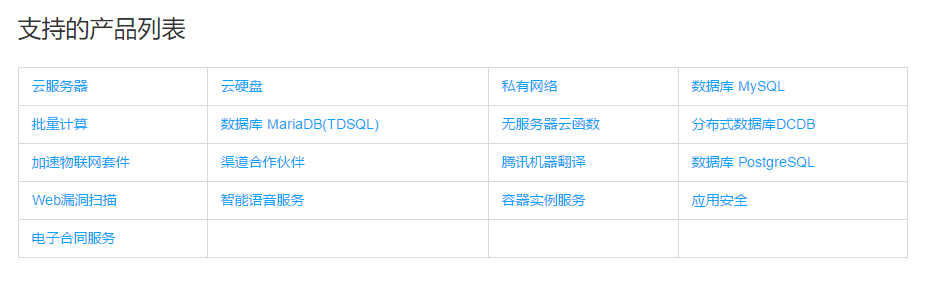 支持的产品列表
云服务器 云硬盘 私有网络 数据库 MySQL
批量计算 数据库 MariaDB(TDSQL) 无服务器云函数 分布式数据库DCDB
加速物联网套件 渠道合作伙伴 腾讯机器翻译 数据库 PostgreSQL
Web漏洞扫描 智能语音服务 容器实例服务 应用安全
电子合同服务